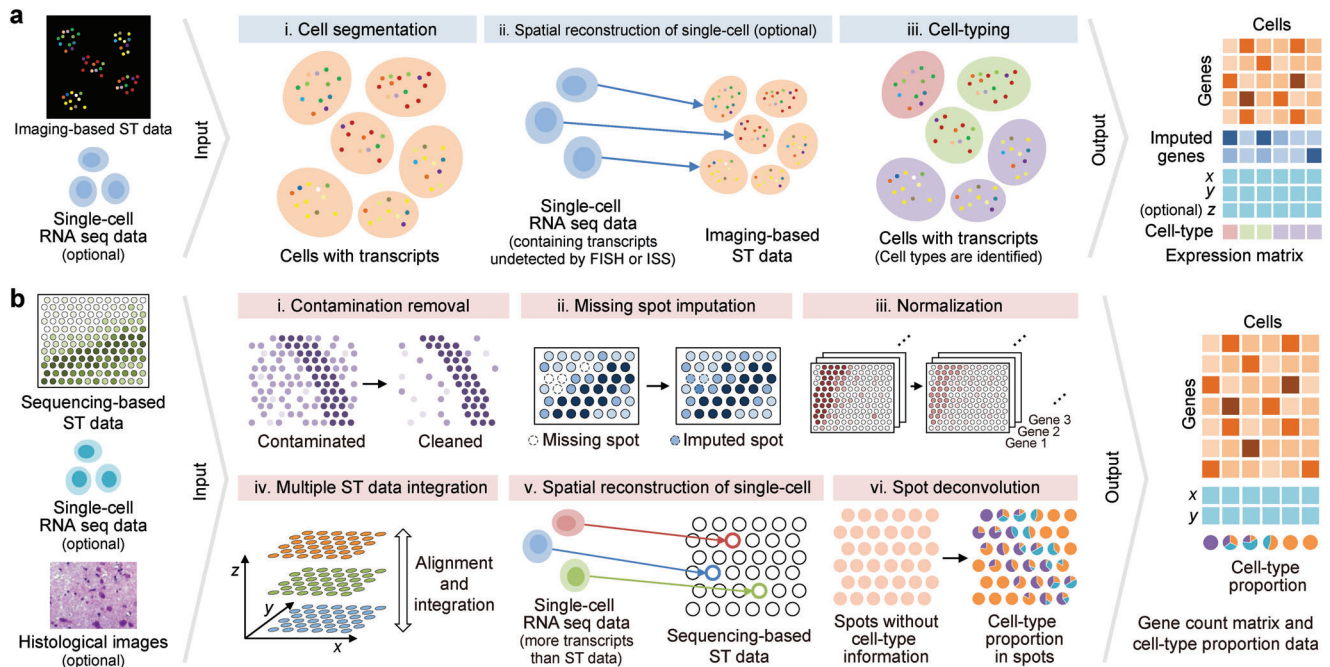 a
Imaging-based ST data
Single-cell
RNA seq data
(optional)
Input
i. Cell segmentation
Cells with transcripts
ii. Spatial reconstruction of single-cell (optional)
Single-cell
RNA seq data
(containing transcripts
undetected by FISH or ISS)
Imaging-based
ST data
iii. Cell-typing
Cells with transcripts
(Cell types are identified)
Output
Cells
Genes
Imputed
genes
x
y
(optional) z
Cell-type
Expression matrix
b
Sequencing-based
ST data
Single-cell
RNA seq data
(optional)
Histological images
(optional)
Input
i. Contamination removal
Contaminated
Cleaned
ii. Missing spot imputation
Missing spot
Imputed spot
iii. Normalization
...
...
...
Gene 3
Gene 2
Gene 1
iv. Multiple ST data integration
z
y
x
Alignment
and
integration
v. Spatial reconstruction of single-cell
Single-cell
RNA seq data
(more transcripts
than ST data)
Sequencing-based
ST data
vi. Spot deconvolution
Spots without
cell-type
information
Cell-type
proportion
in spots
Output
Cells
Genes
x
y
Cell-type
proportion
Gene count matrix and
cell-type proportion data